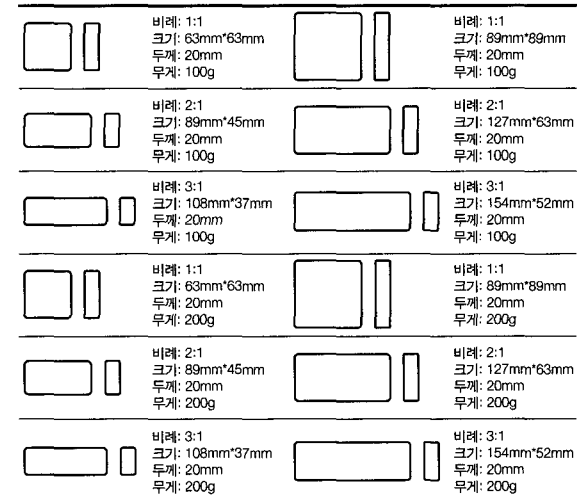 비례: 1:1
크기: 63mm*63mm
두께: 20mm
무게: 100g
비례: 1:1
크기: 89mm*89mm
두께: 20mm
무게: 100g
비례: 2:1
크기: 89mm*45mm
두께: 20mm
무게: 100g
비례: 2:1
크기: 127mm*63mm
두께: 20mm
무게: 100g
비례: 3:1
크기: 108mm*37mm
두께: 20mm
무게: 100g
비례: 3:1
크기: 154mm*52mm
두께: 20mm
무게: 100g
비례: 1:1
크기: 63mm*63mm
두께: 20mm
무게: 200g
비례: 1:1
크기: 89mm*89mm
두께: 20mm
무게: 200g
비례: 2:1
크기: 89mm*45mm
두께: 20mm
무게: 200g
비례: 2:1
크기: 127mm*63mm
두께: 20mm
무게: 200g
비례: 3:1
크기: 108mm*37mm
두께: 20mm
무게: 200g
비례: 3:1
크기: 154mm*52mm
두께: 20mm
무게: 200g